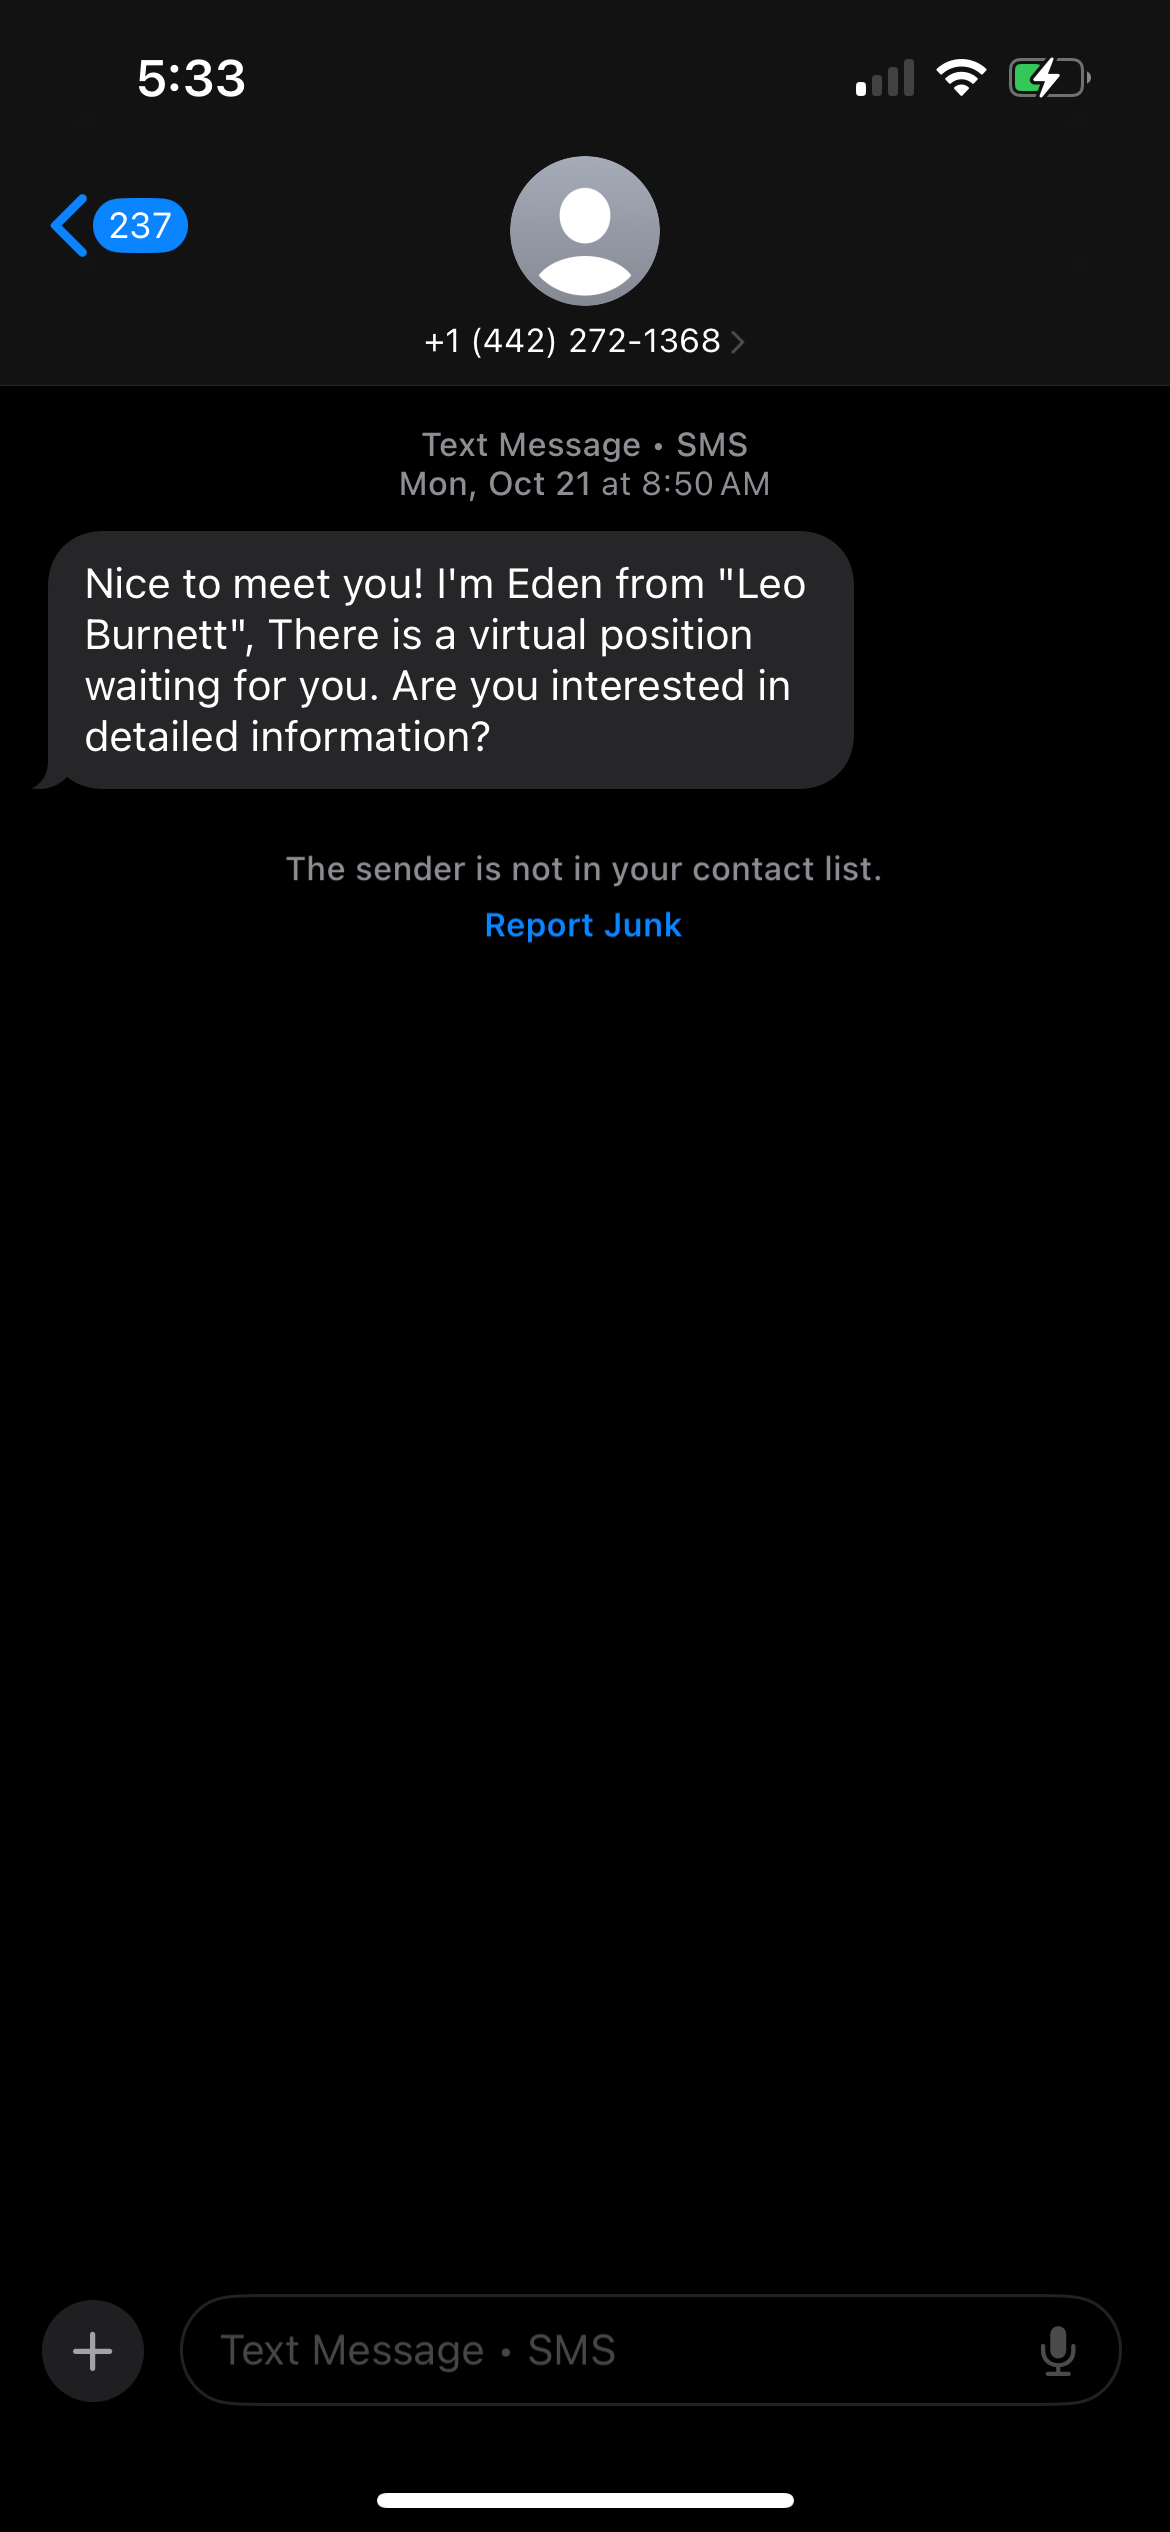 5:33
237
+1 (442) 272-1368
Text Message • SMS
Mon, Oct 21 at 8:50 AM
Nice to meet you! I'm Eden from "Leo
Burnett", There is a virtual position
waiting for you. Are you interested in
detailed information?
The sender is not in your contact list.
Report Junk
Text Message • SMS